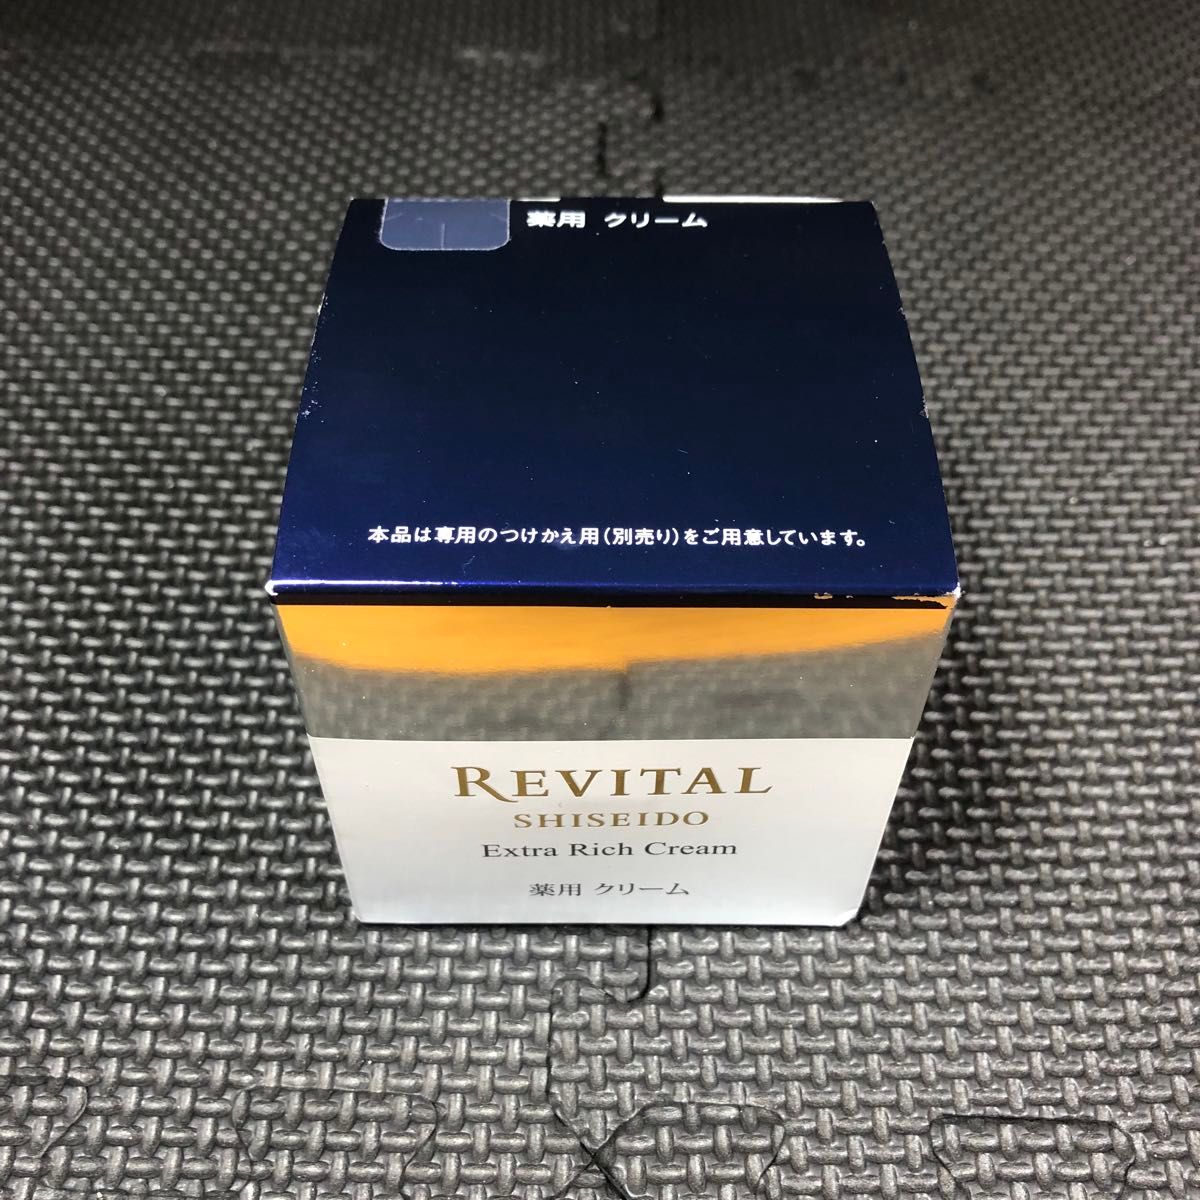 薬用 クリーム
本品は専用のつけかえ用(別売り)をご用意しています。
REVITAL
SHISEIDO
Extra Rich Cream
薬用 クリーム